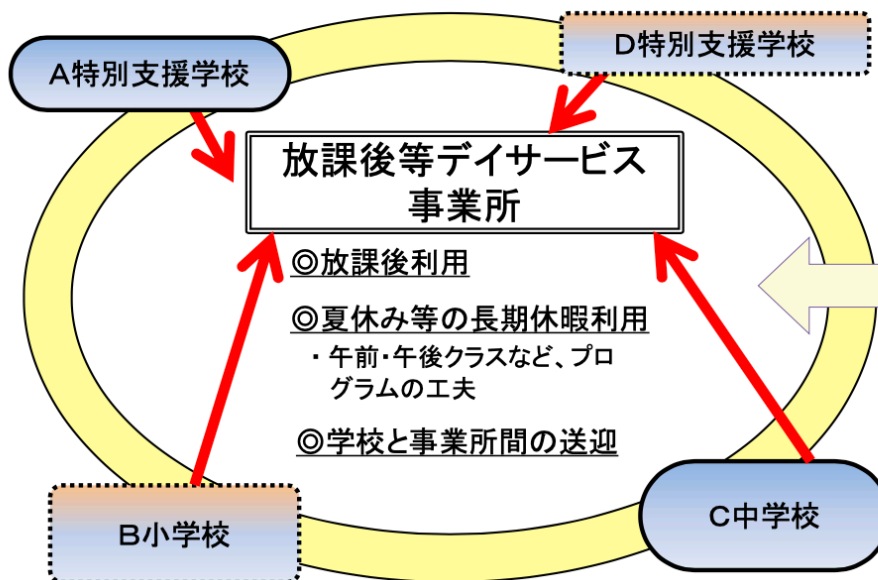 A特別支援学校
D特別支援学校
放課後等デイサービス
事業所
◎放課後利用
◎夏休み等の長期休暇利用
・午前・午後クラスなど、プロ
グラムの工夫
◎学校と事業所間の送迎
B小学校
C中学校